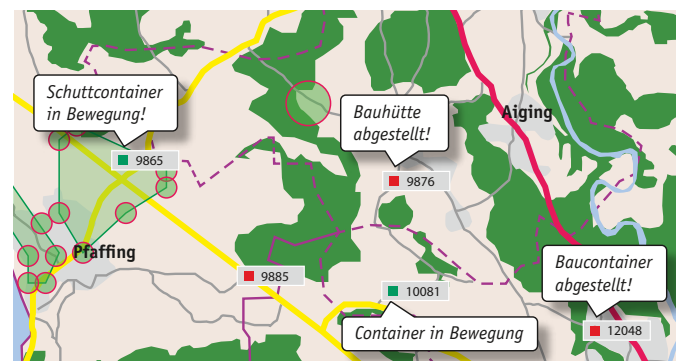 Schuttcontainer
in Bewegung!
9865
Bauhütte
abgestellt!
9876
Aiging
Pfaffing
9885
10081
Container in Bewegung
Baucontainer
abgestellt!
12048